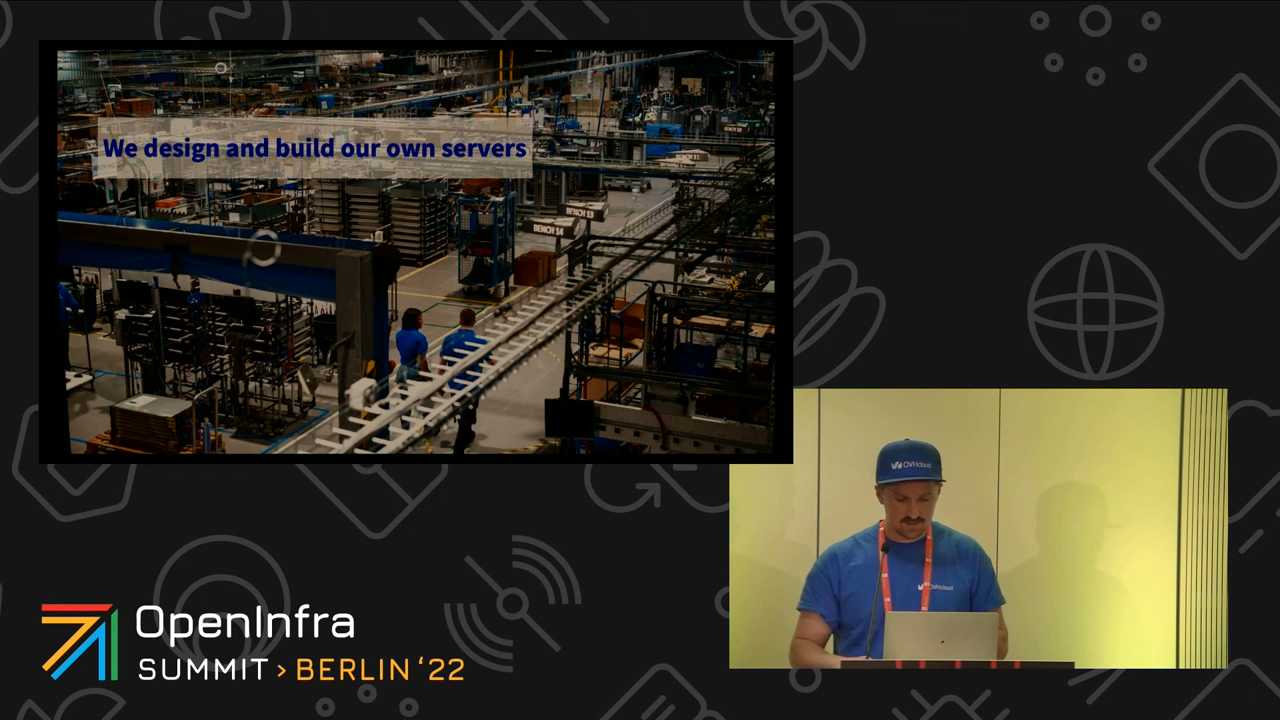 We design and build our own servers
BENCH 13
BENCH 14
OVHcloud
OVHcloud
OpenInfra
SUMMIT > BERLIN ‘22